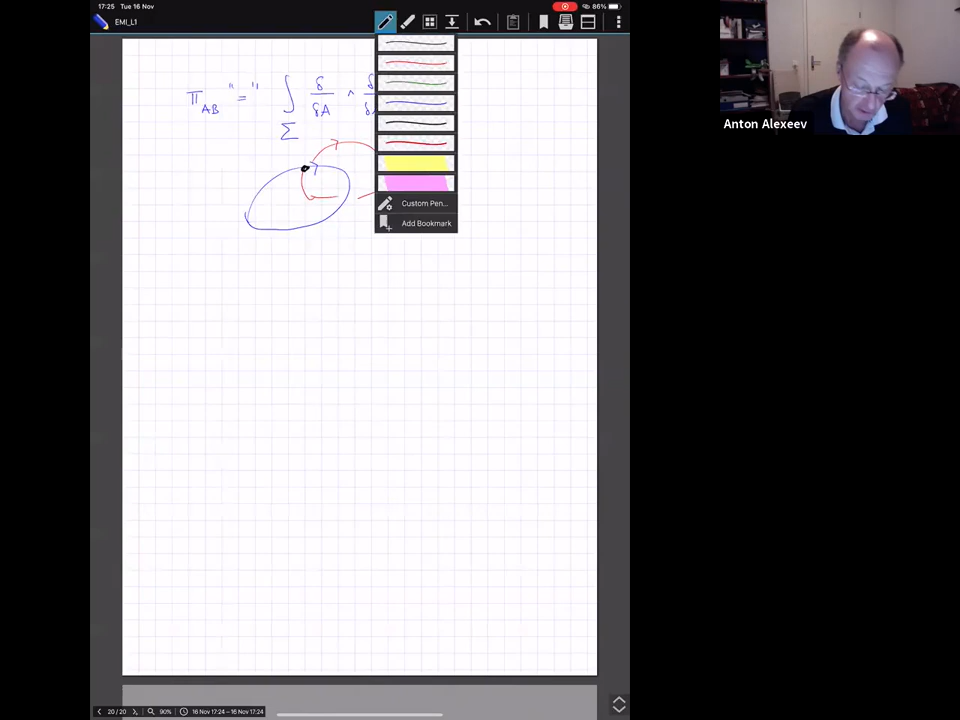 17:25 Tue 16 Nov 86%
EMI_L1
Π_AB "=" ∫_Σ δ/δA ∧ δ/δ
Anton Alexeev
Custom Pen...
Add Bookmark
20 / 20 90% 16 Nov 17:24 – 16 Nov 17:24